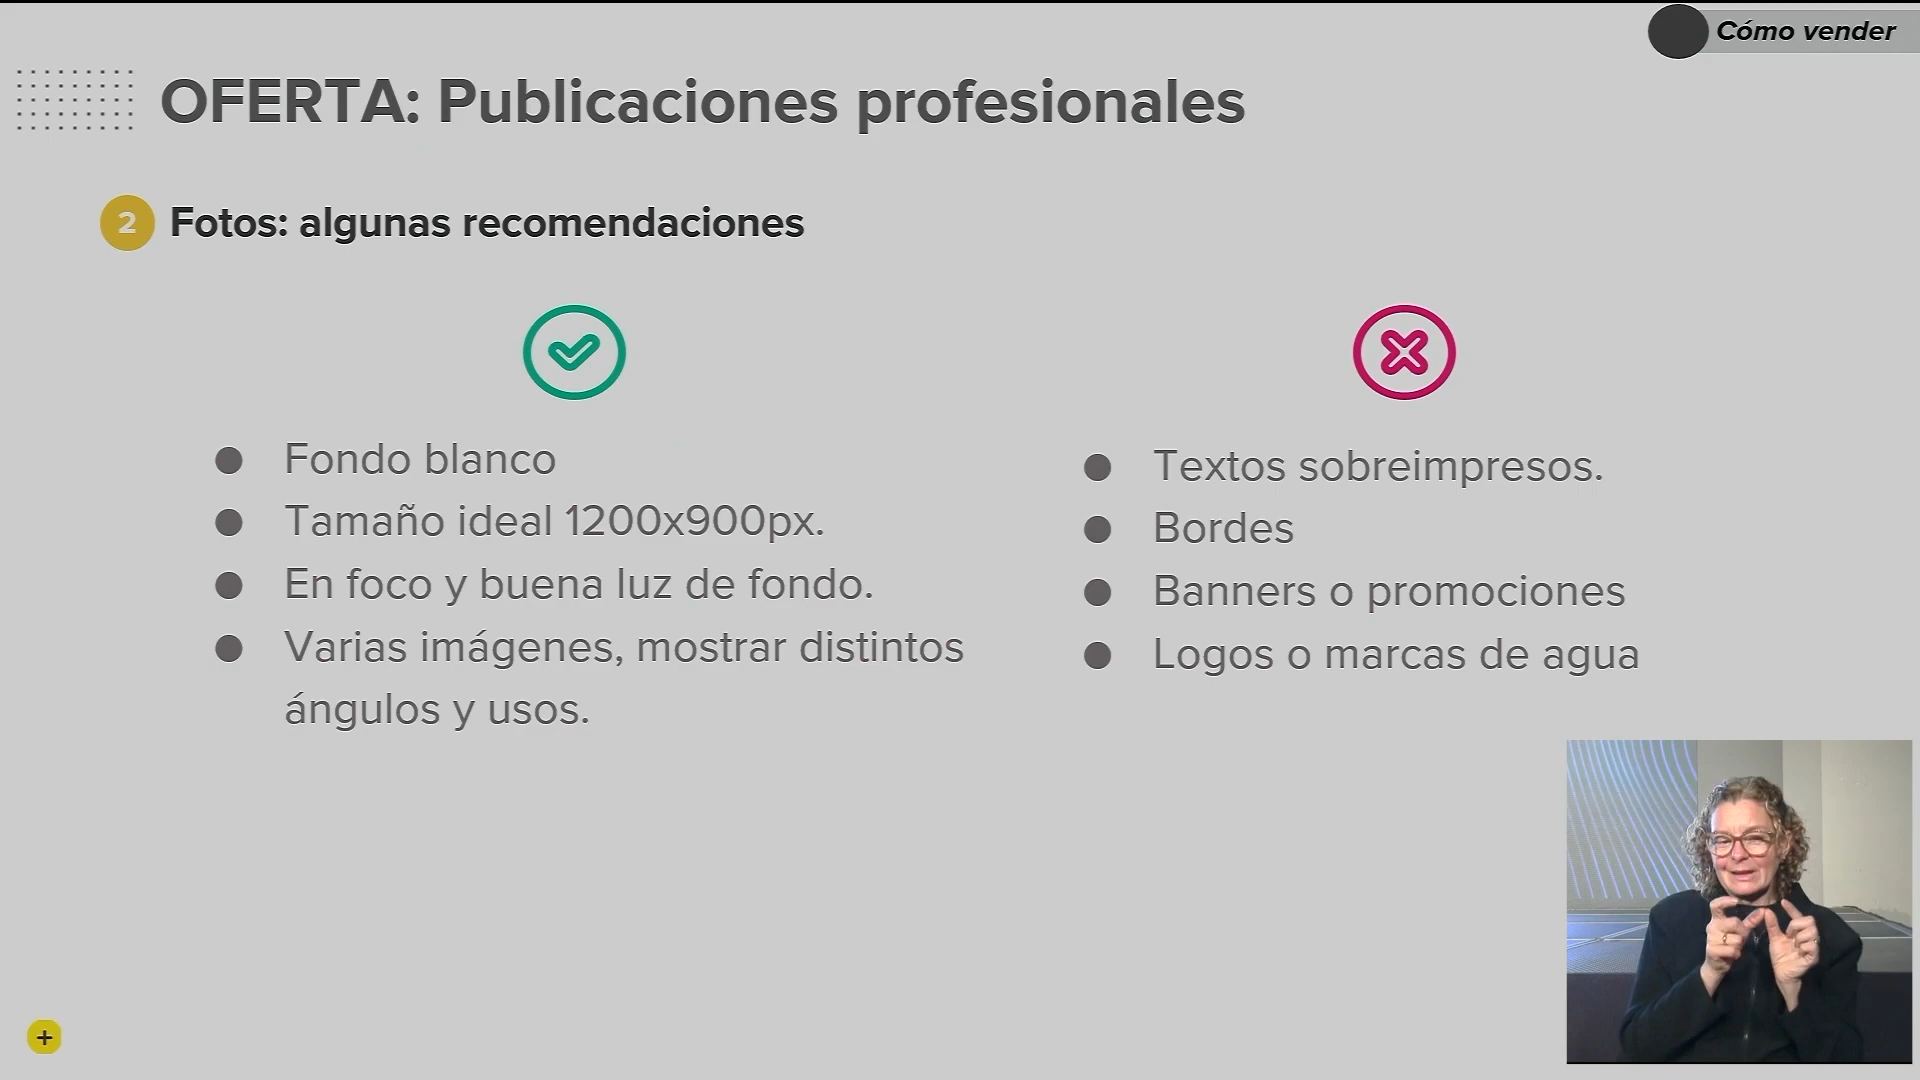 Cómo vender
OFERTA: Publicaciones profesionales
2 Fotos: algunas recomendaciones
● Fondo blanco
● Tamaño ideal 1200x900px.
● En foco y buena luz de fondo.
● Varias imágenes, mostrar distintos
ángulos y usos.
● Textos sobreimpresos.
● Bordes
● Banners o promociones
● Logos o marcas de agua
+